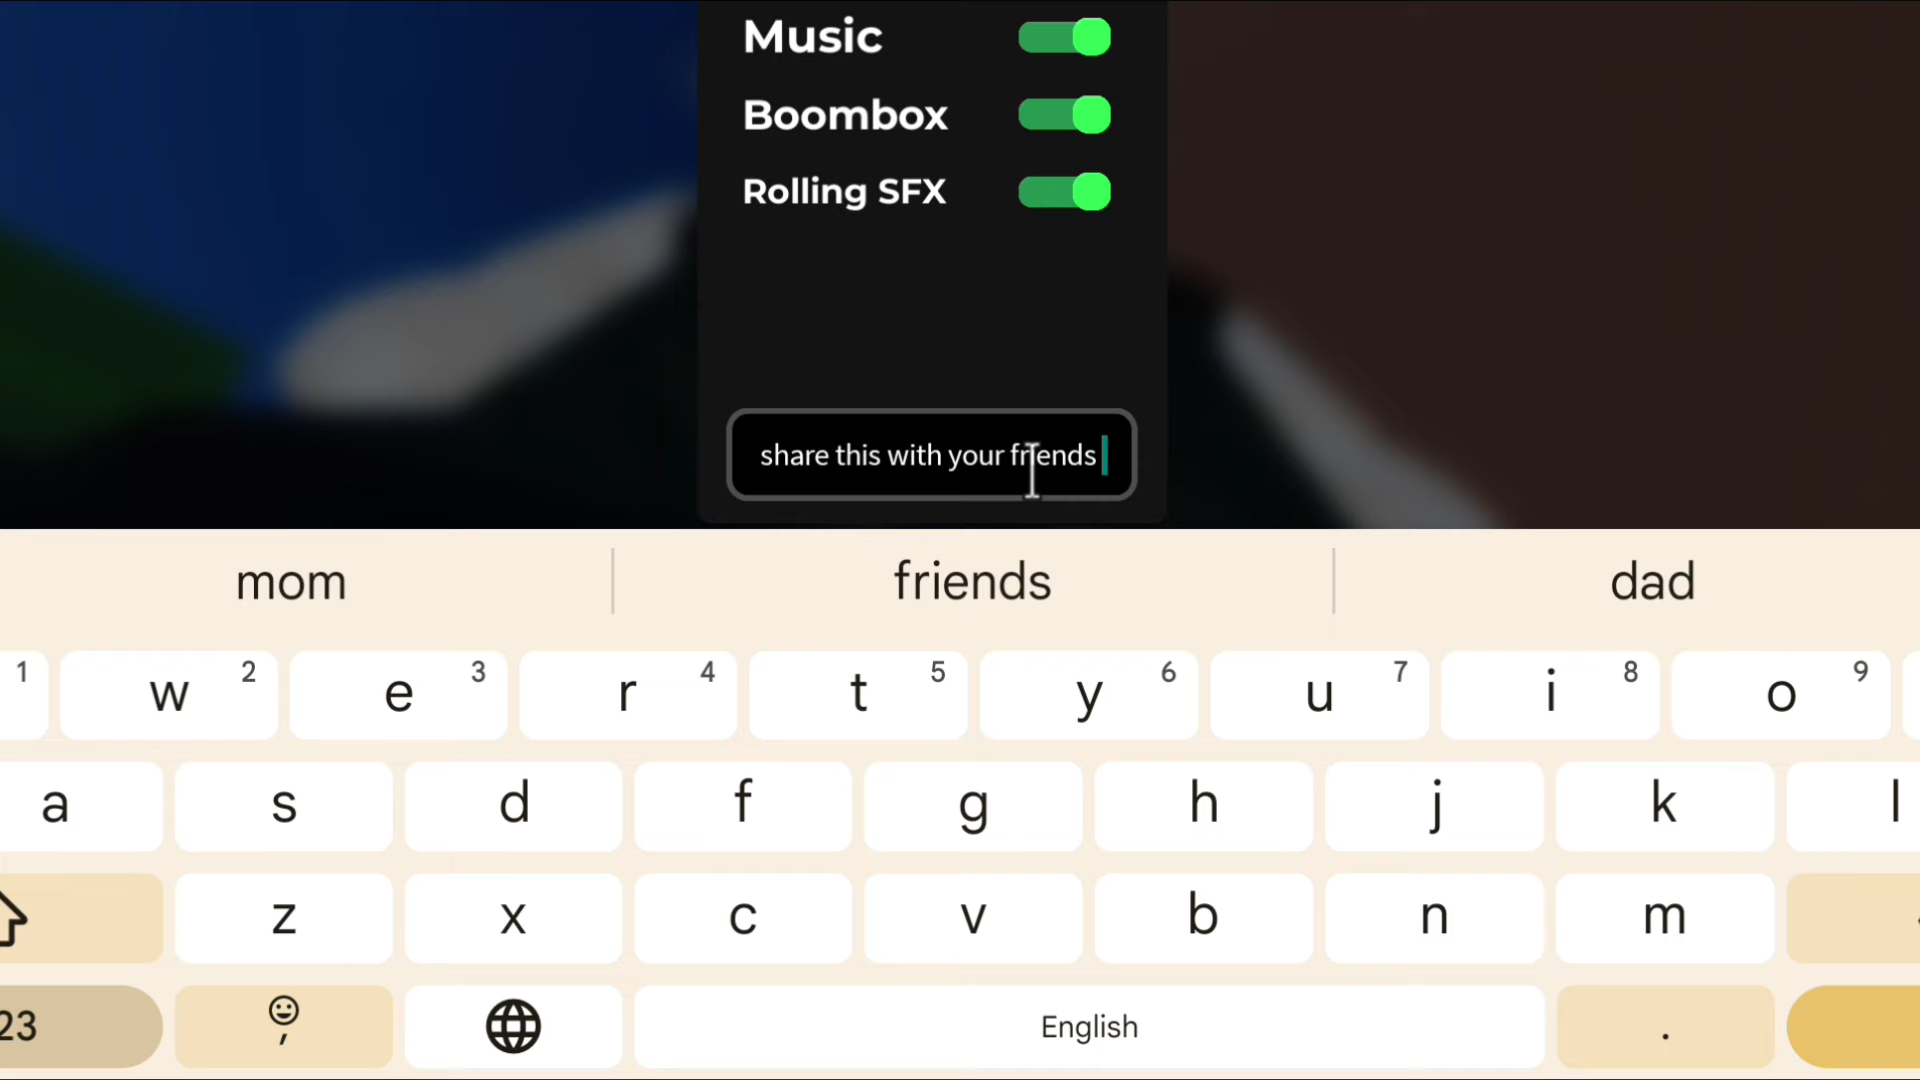 Music
Boombox
Rolling SFX
share this with your friends
mom friends dad
1 w 2 e 3 r 4 t 5 y 6 u 7 i 8 o 9
a s d f g h j k l
z x c v b n m
23 , English .